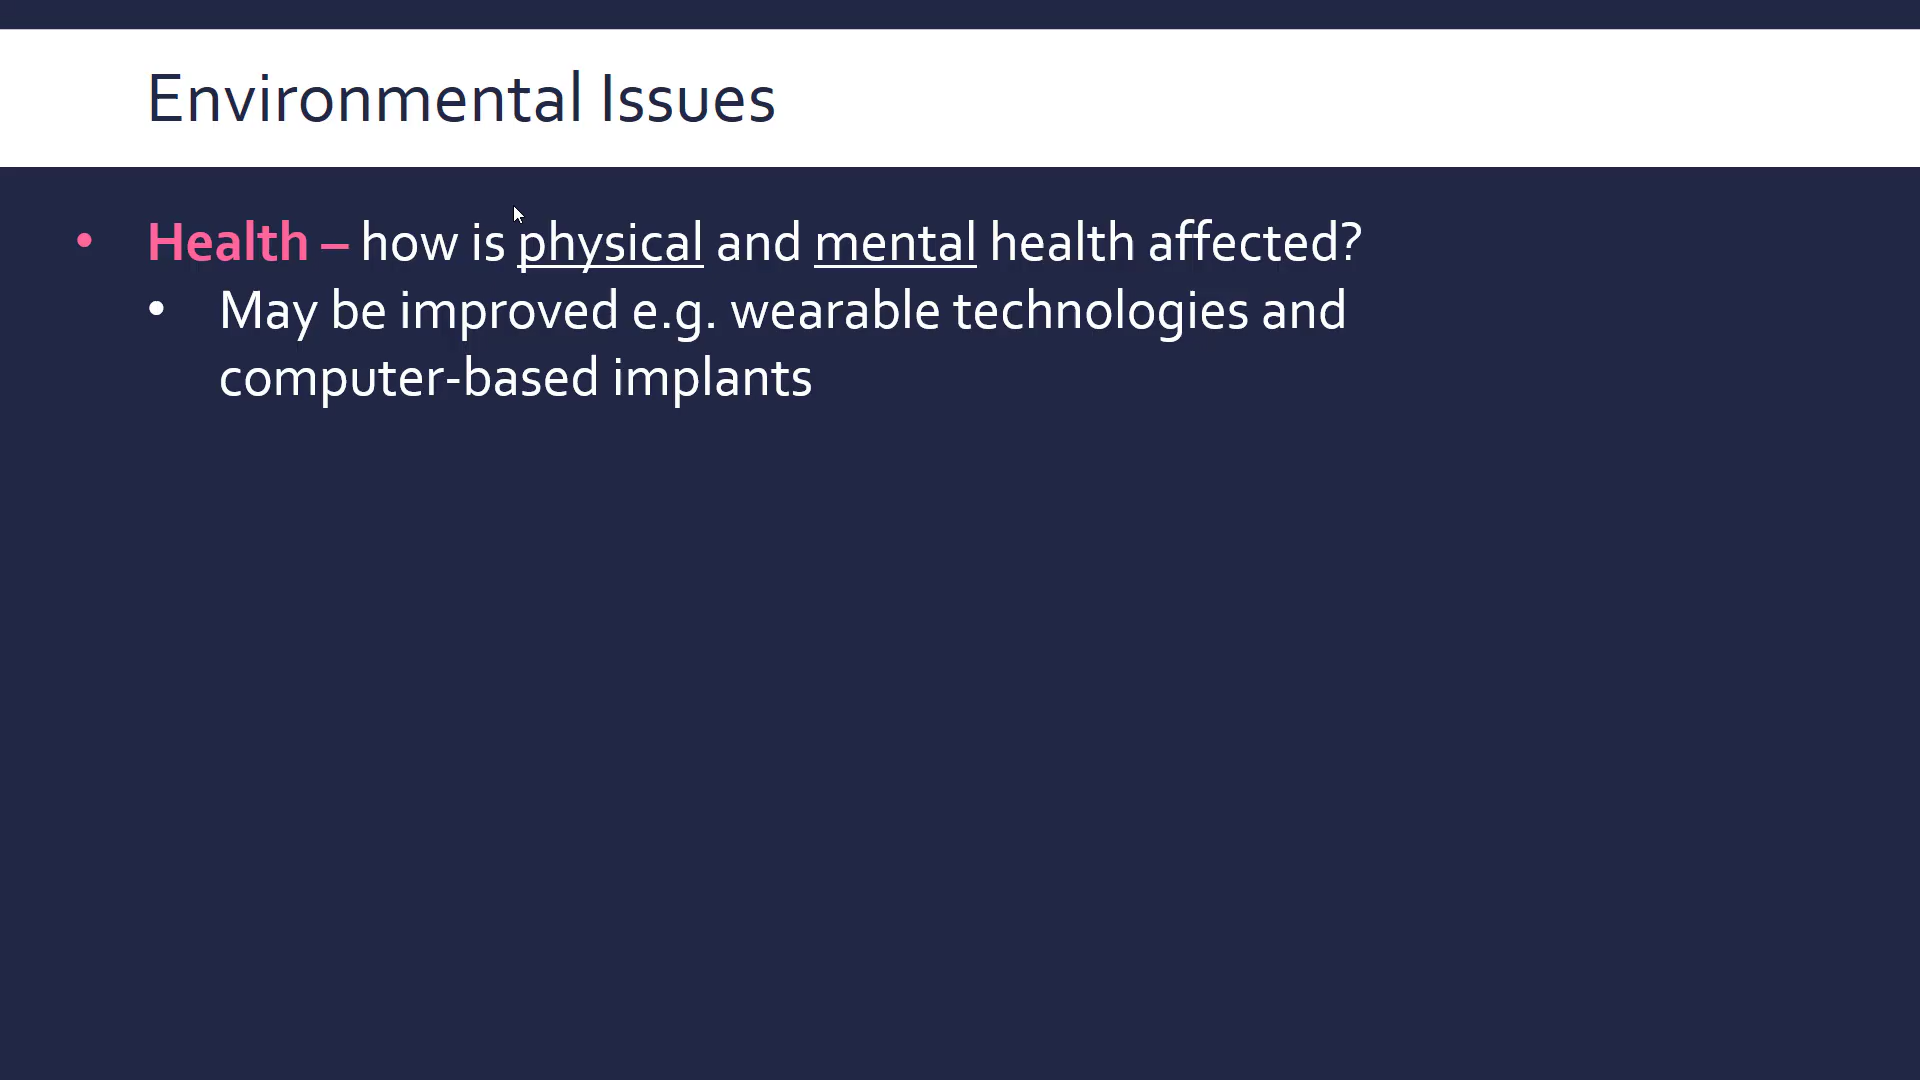 Environmental Issues
• Health – how is physical and mental health affected?
• May be improved e.g. wearable technologies and
computer-based implants